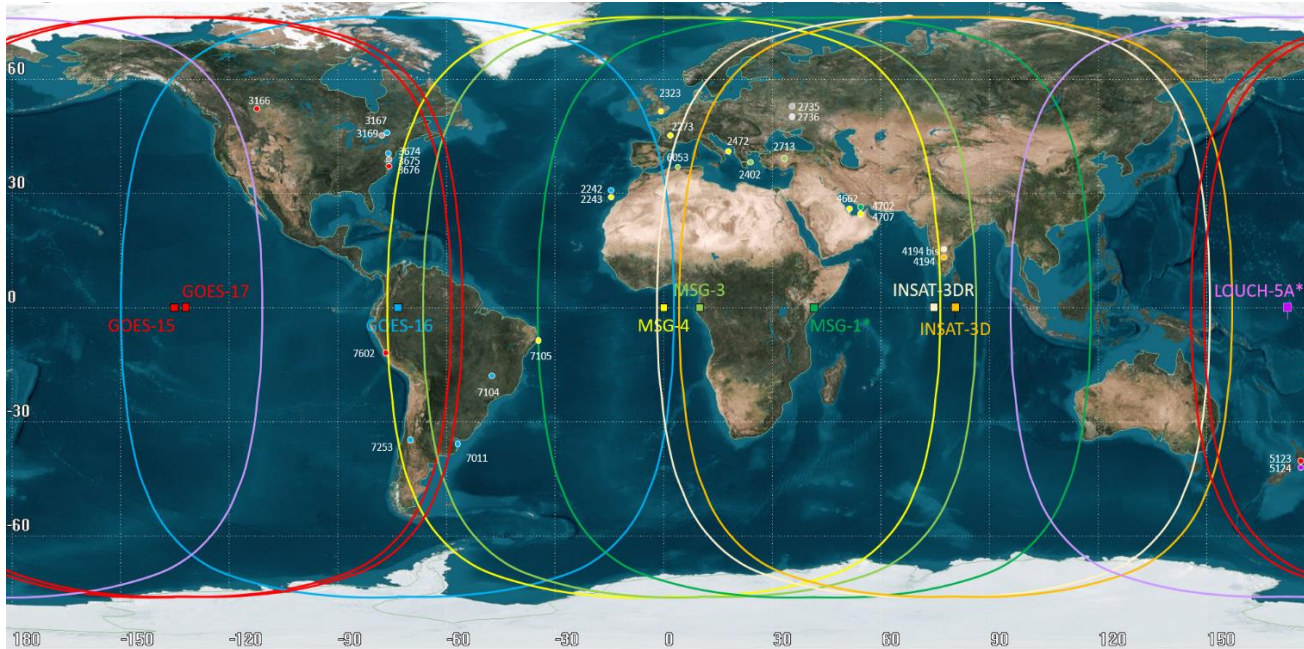 60
30
0
-30
-60
3166
3167
3169
3674
3675
3676
2323
2273
6053
2472
2402
2713
2735
2736
2242
2243
4662
4702
4707
4194 bis
4194
GOES-17
GOES-15
GOES-16
MSG-3
MSG-4
MSG-1*
INSAT-3DR
INSAT-3D
LOUCH-5A*
7602
7105
7104
7253
7011
5123
5124
180 -150 -120 -90 -60 -30 0 30 60 90 120 150